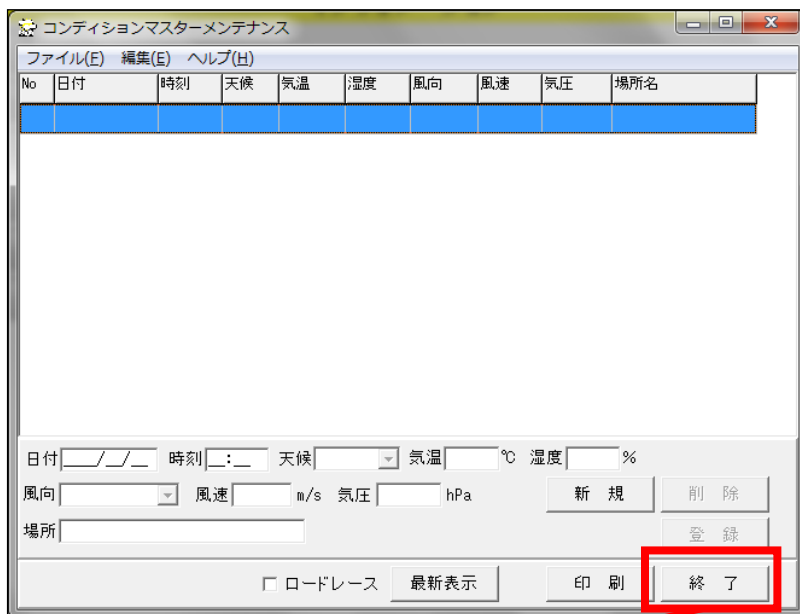 コンディションマスターメンテナンス
ファイル(F) 編集(E) ヘルプ(H)
No 日付 時刻 天候 気温 湿度 風向 風速 気圧 場所名
日付 ___/__/__ 時刻 __:__ 天候 気温 ℃ 湿度 %
風向 風速 m/s 気圧 hPa 新 規 削 除
場所 登 録
ロードレース 最新表示 印 刷 終 了